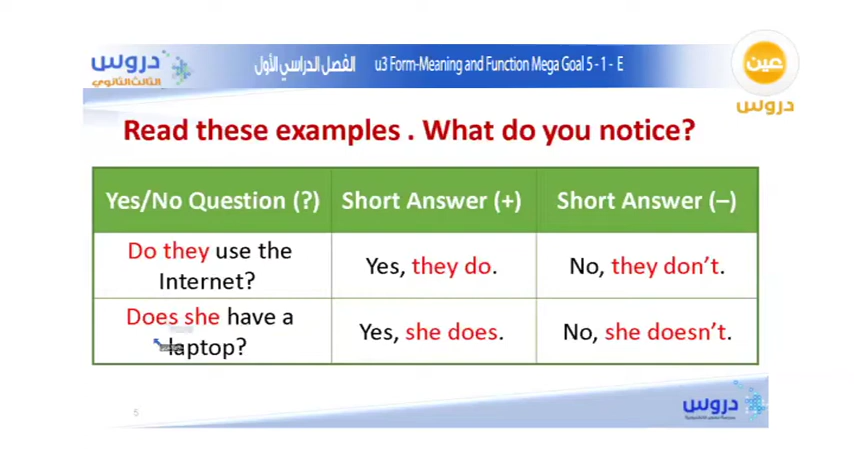 دروس
الثالث الثانوي
الفصل الدراسي الأول
u3 Form-Meaning and Function Mega Goal 5 - 1 - E
عين
دروس
Read these examples . What do you notice?
Yes/No Question (?)
Short Answer (+)
Short Answer (–)
Do they use the
Internet?
Yes, they do.
No, they don't.
Does she have a
laptop?
Yes, she does.
No, she doesn't.
5
دروس